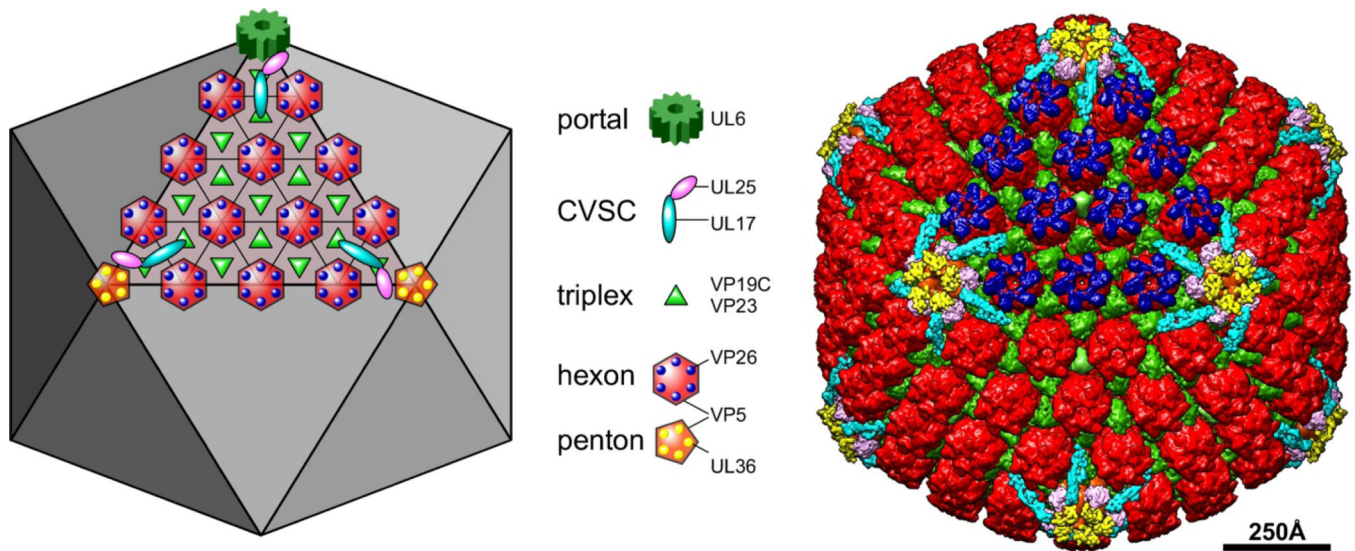 portal UL6
CVSC UL25
UL17
triplex VP19C
VP23
hexon VP26
VP5
penton UL36
250Å